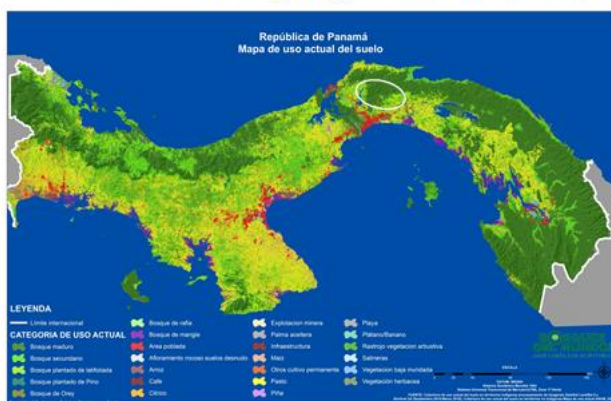 República de Panamá
Mapa de uso actual del suelo
LEYENDA
Límite internacional
CATEGORIA DE USO ACTUAL
Bosque maduro
Bosque secundario
Bosque plantado de latifoliada
Bosque plantado de Pino
Bosque de Orey
Bosque de rafia
Bosque de mangle
Área poblada
Afloramiento rocoso suelos desnudo
Arroz
Café
Cítrico
Explotacion minera
Palma aceitera
Infraestructura
Maíz
Otros cultivo permanente
Pasto
Piña
Playa
Plátano/Banano
Rastrojo vegetacion arbustiva
Salineras
Vegetación baja inundada
Vegetación herbacea
ESCALA